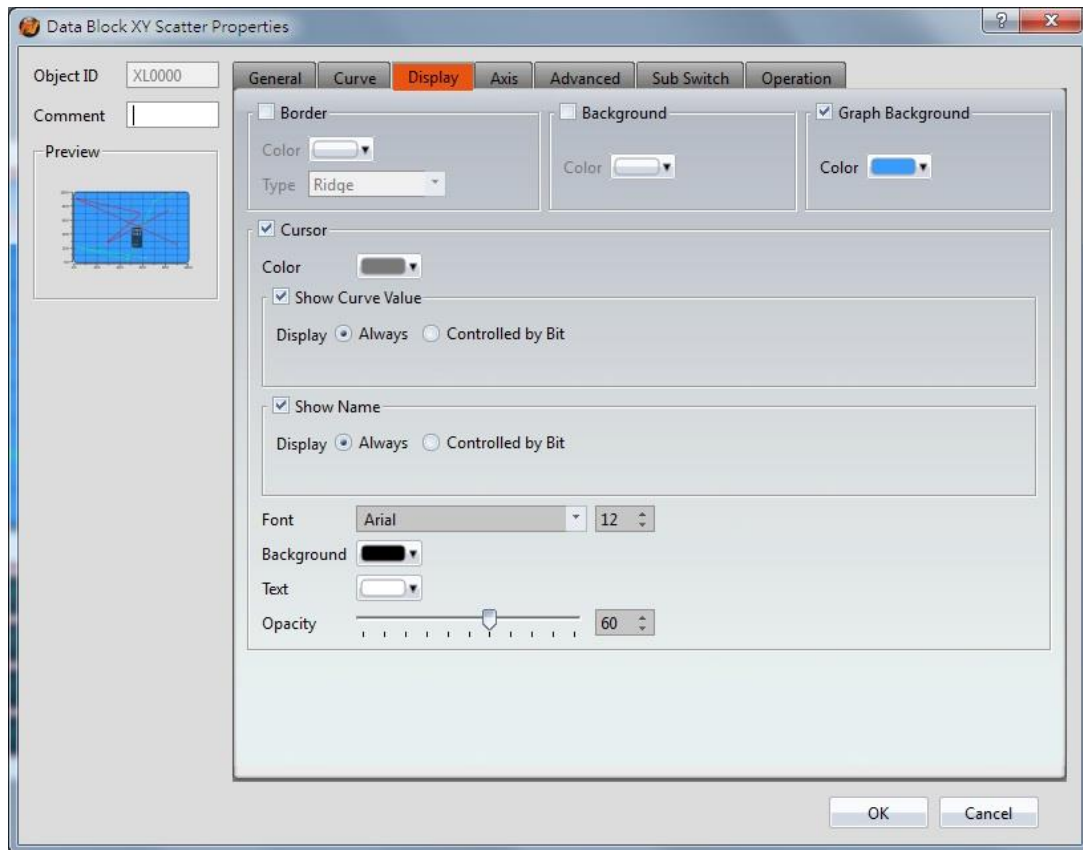 Data Block XY Scatter Properties
?
Object ID XL0000
General Curve Display Axis Advanced Sub Switch Operation
Comment
Border Background Graph Background
Preview
Color Color Color
Type Ridge
Cursor
Color
Show Curve Value
Display Always Controlled by Bit
Show Name
Display Always Controlled by Bit
Font Arial 12
Background
Text
Opacity 60
OK Cancel